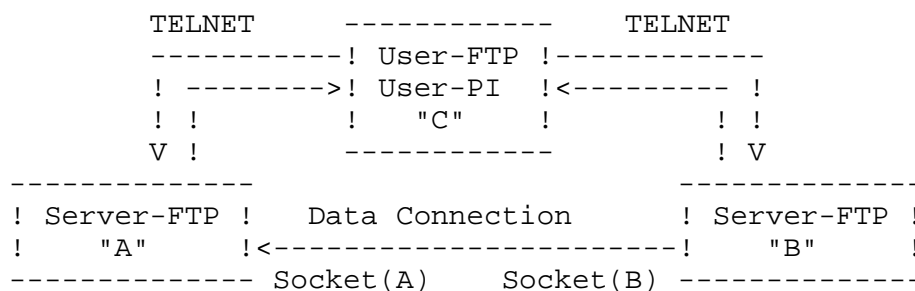 TELNET     ------------     TELNET
          -----------! User-FTP !-----------
          ! -------->! User-PI  !<--------- !
          ! !        !   "C"    !         ! !
          V !        ------------         ! V
--------------                        --------------
! Server-FTP !   Data Connection      ! Server-FTP !
!    "A"     !<----------------------------!    "B"     !
-------------- Socket(A)    Socket(B) --------------